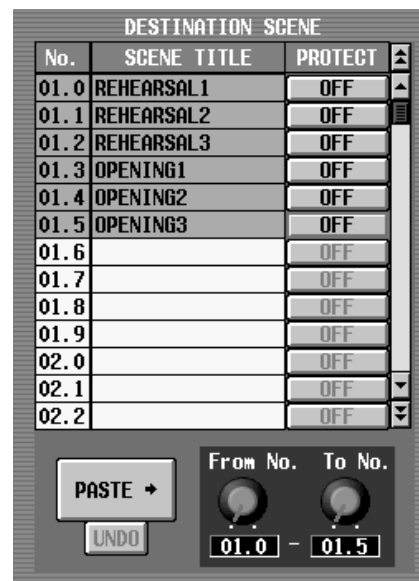 DESTINATION SCENE
No. SCENE TITLE PROTECT
01.0 REHEARSAL1 OFF
01.1 REHEARSAL2 OFF
01.2 REHEARSAL3 OFF
01.3 OPENING1 OFF
01.4 OPENING2 OFF
01.5 OPENING3 OFF
01.6 OFF
01.7 OFF
01.8 OFF
01.9 OFF
02.0 OFF
02.1 OFF
02.2 OFF
From No. To No.
PASTE →
UNDO
01.0 - 01.5